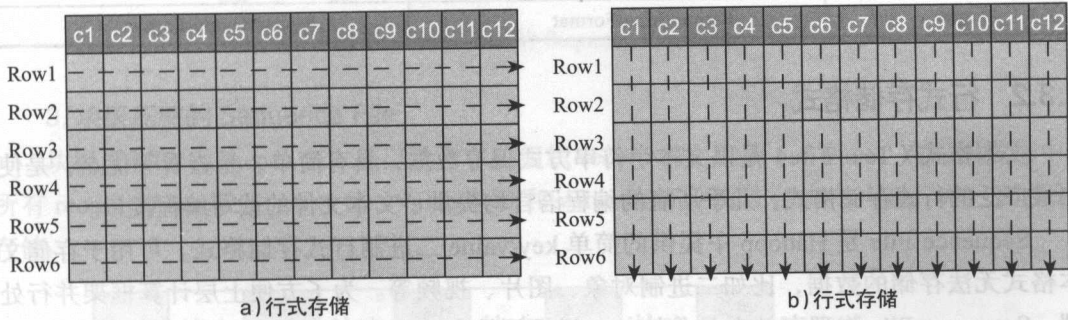 Format
c1 c2 c3 c4 c5 c6 c7 c8 c9 c10 c11 c12
Row1
Row2
Row3
Row4
Row5
Row6
a)行式存储
c1 c2 c3 c4 c5 c6 c7 c8 c9 c10 c11 c12
Row1
Row2
Row3
Row4
Row5
Row6
b)行式存储